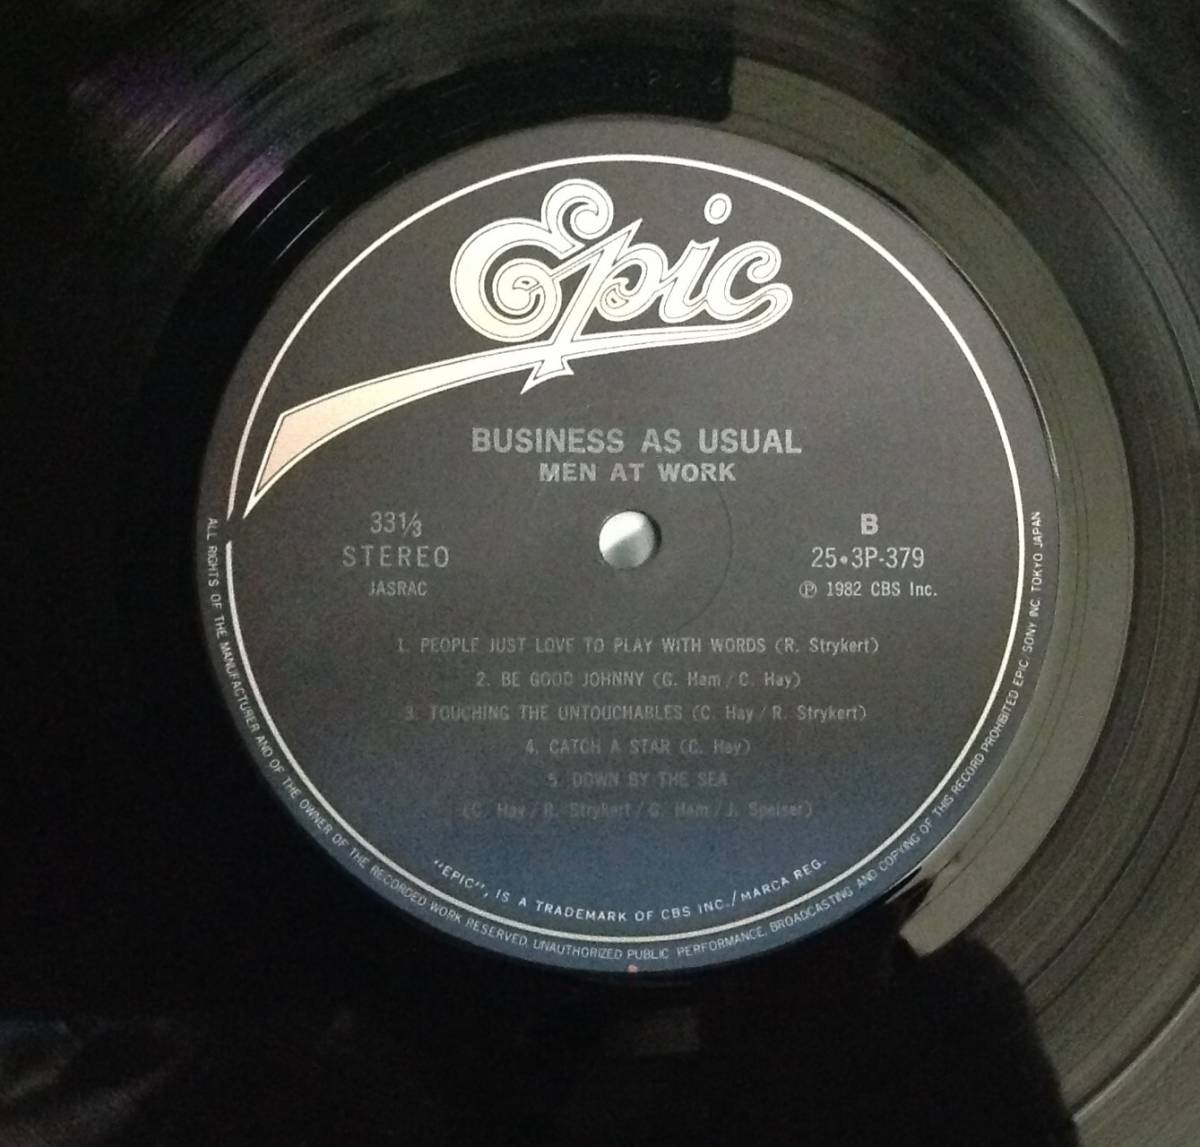 Epic
BUSINESS AS USUAL
MEN AT WORK
33⅓
STEREO
JASRAC
B
25•3P-379
Ⓟ 1982 CBS Inc.
1. PEOPLE JUST LOVE TO PLAY WITH WORDS (R. Strykert)
2. BE GOOD JOHNNY (G. Ham / C. Hay)
3. TOUCHING THE UNTOUCHABLES (C. Hay / R. Strykert)
4. CATCH A STAR (C. Hay)
5. DOWN BY THE SEA
(C. Hay / R. Strykert / G. Ham / J. Speiser)
"EPIC", IS A TRADEMARK OF CBS INC./MARCA REG.
ALL RIGHTS OF THE MANUFACTURER AND OF THE OWNER OF THE RECORDED WORK RESERVED. UNAUTHORIZED PUBLIC PERFORMANCE, BROADCASTING AND COPYING OF THIS RECORD PROHIBITED EPIC/SONY INC. TOKYO JAPAN